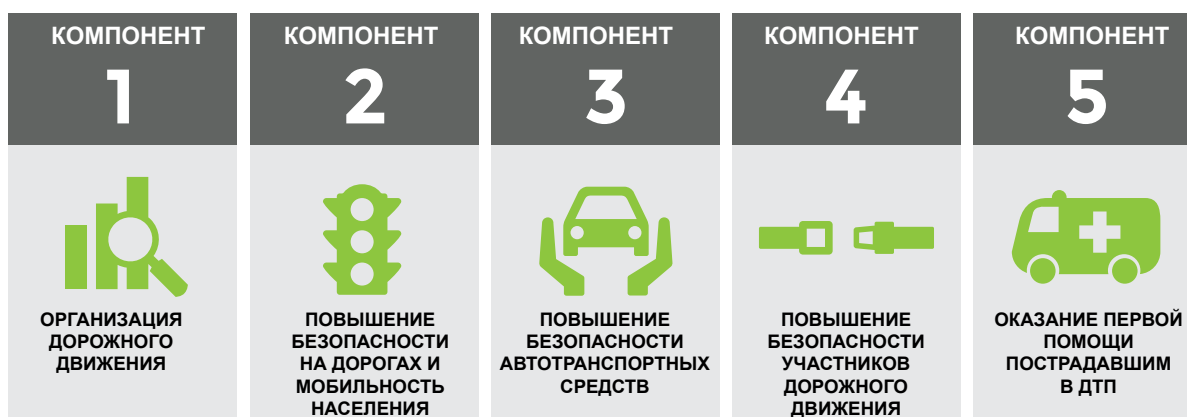 КОМПОНЕНТ
1
ОРГАНИЗАЦИЯ
ДОРОЖНОГО
ДВИЖЕНИЯ
КОМПОНЕНТ
2
ПОВЫШЕНИЕ
БЕЗОПАСНОСТИ
НА ДОРОГАХ И
МОБИЛЬНОСТЬ
НАСЕЛЕНИЯ
КОМПОНЕНТ
3
ПОВЫШЕНИЕ
БЕЗОПАСНОСТИ
АВТОТРАНСПОРТНЫХ
СРЕДСТВ
КОМПОНЕНТ
4
ПОВЫШЕНИЕ
БЕЗОПАСНОСТИ
УЧАСТНИКОВ
ДОРОЖНОГО
ДВИЖЕНИЯ
КОМПОНЕНТ
5
ОКАЗАНИЕ ПЕРВОЙ
ПОМОЩИ
ПОСТРАДАВШИМ
В ДТП